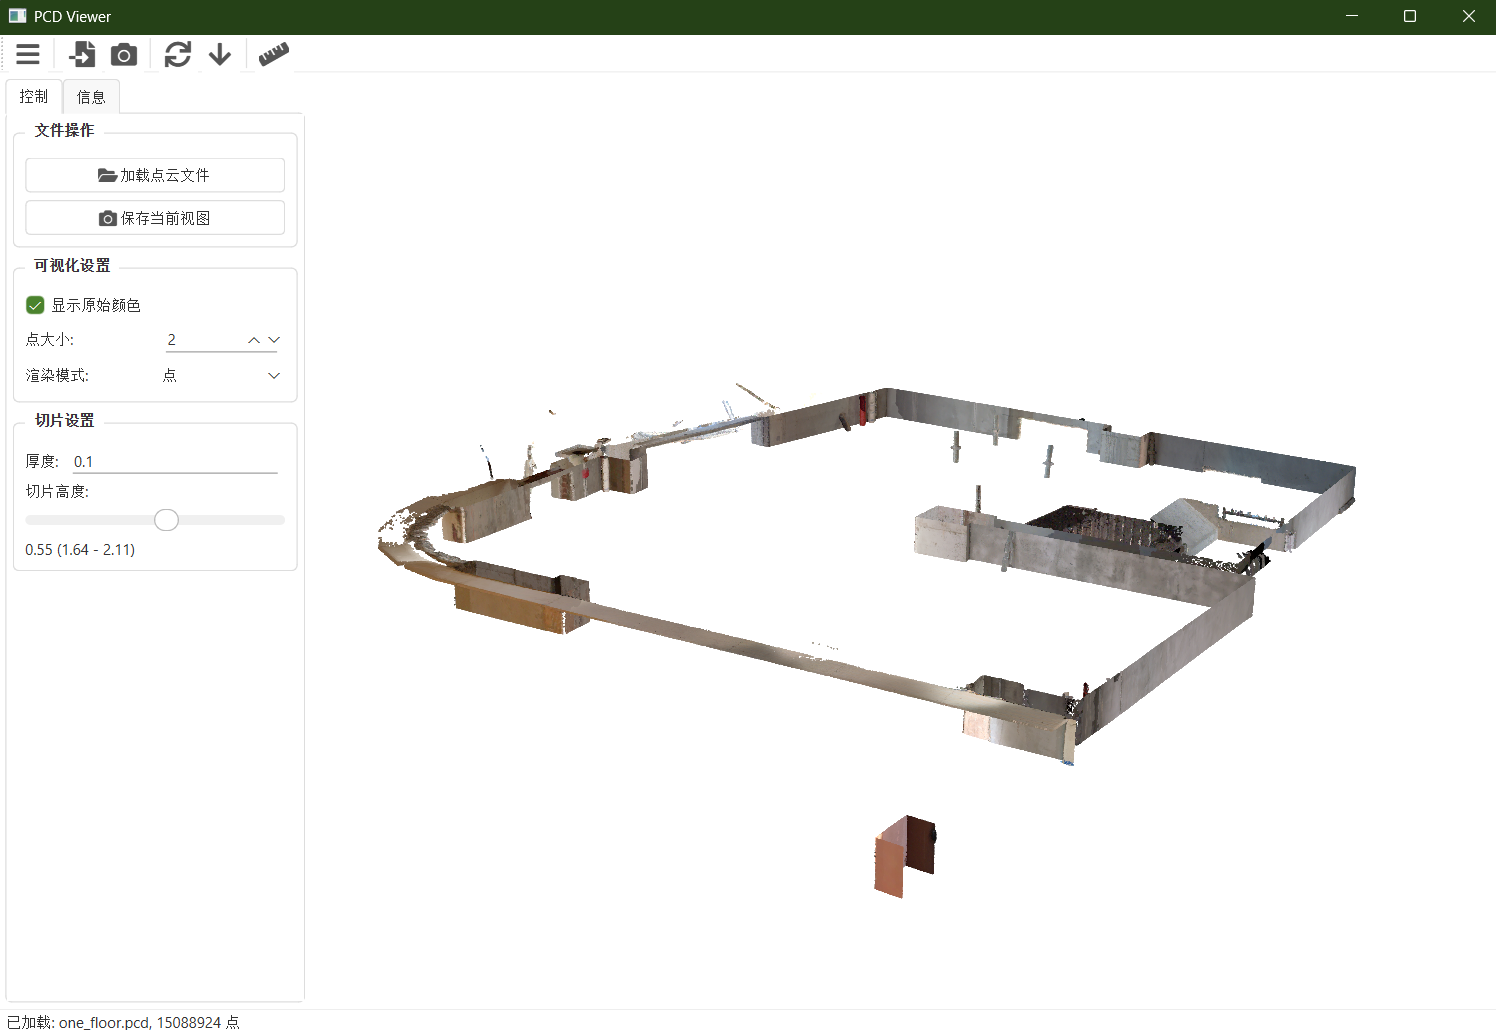 PCD Viewer
控制
信息
文件操作
加载点云文件
保存当前视图
可视化设置
显示原始颜色
点大小:
2
渲染模式:
点
切片设置
厚度:
0.1
切片高度:
0.55 (1.64 - 2.11)
已加载: one_floor.pcd, 15088924 点